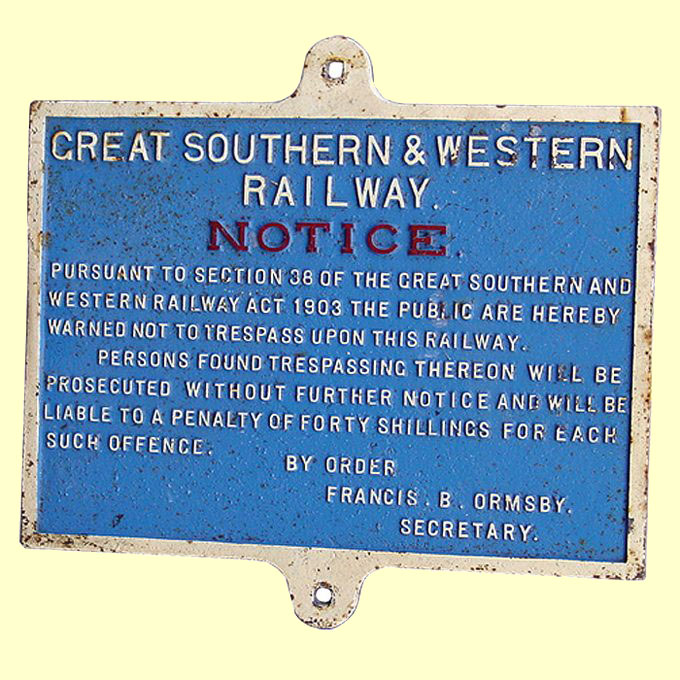 GREAT SOUTHERN & WESTERN
RAILWAY.
NOTICE.
PURSUANT TO SECTION 38 OF THE GREAT SOUTHERN AND
WESTERN RAILWAY ACT 1903 THE PUBLIC ARE HEREBY
WARNED NOT TO TRESPASS UPON THIS RAILWAY.
PERSONS FOUND TRESPASSING THEREON WILL BE
PROSECUTED WITHOUT FURTHER NOTICE AND WILL BE
LIABLE TO A PENALTY OF FORTY SHILLINGS FOR EACH
SUCH OFFENCE.
BY ORDER
FRANCIS. B. ORMSBY.
SECRETARY.